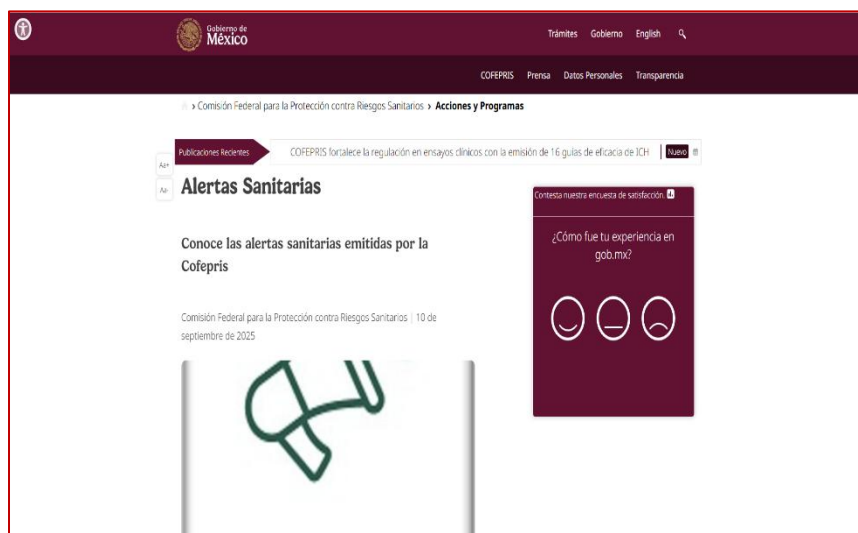 Gobierno de
México
Trámites Gobierno English
COFEPRIS Prensa Datos Personales Transparencia
› Comisión Federal para la Protección contra Riesgos Sanitarios › Acciones y Programas
Publicaciones Recientes COFEPRIS fortalece la regulación en ensayos clínicos con la emisión de 16 guías de eficacia de ICH Nuevo
Aa+
Aa-
Alertas Sanitarias
Conoce las alertas sanitarias emitidas por la
Cofepris
Comisión Federal para la Protección contra Riesgos Sanitarios | 10 de
septiembre de 2025
Contesta nuestra encuesta de satisfacción.
¿Cómo fue tu experiencia en
gob.mx?